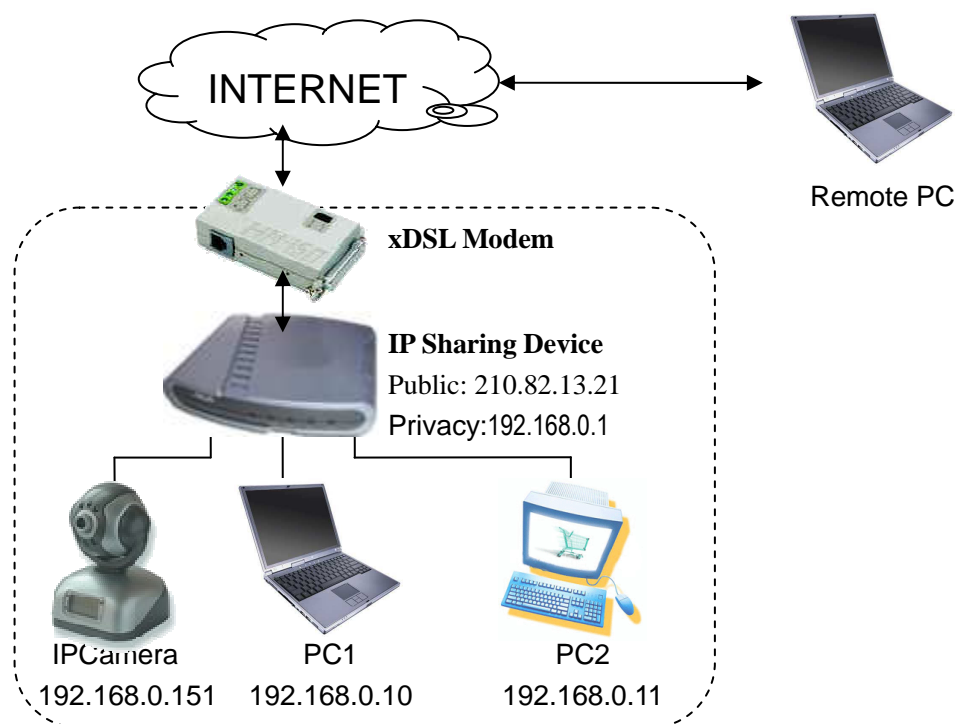 INTERNET
Remote PC
xDSL Modem
IP Sharing Device
Public: 210.82.13.21
Privacy:192.168.0.1
IPCamera
PC1
PC2
192.168.0.151
192.168.0.10
192.168.0.11